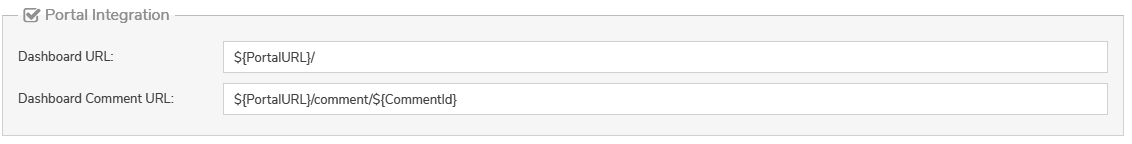 Portal Integration
Dashboard URL: ${PortalURL}/
Dashboard Comment URL: ${PortalURL}/comment/${CommentId}